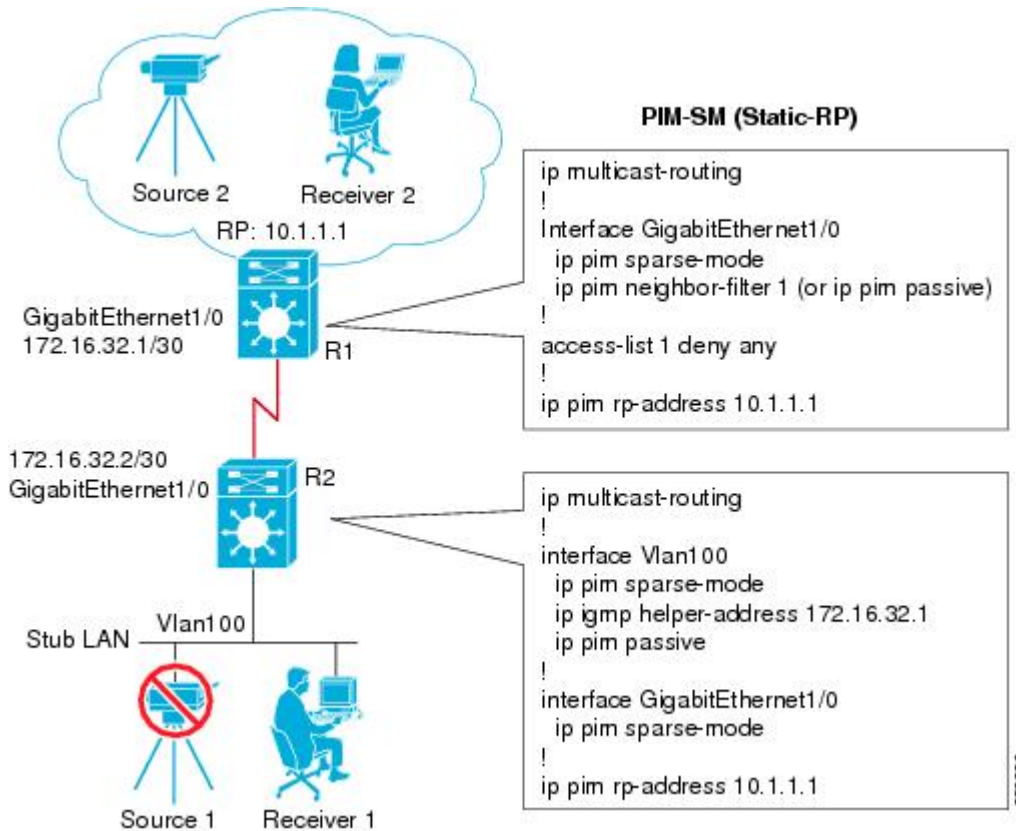 Source 2
Receiver 2
RP: 10.1.1.1
GigabitEthernet1/0
172.16.32.1/30
R1
172.16.32.2/30
GigabitEthernet1/0
R2
Vlan100
Stub LAN
Source 1
Receiver 1
PIM-SM (Static-RP)
ip multicast-routing
!
Interface GigabitEthernet1/0
ip pim sparse-mode
ip pim neighbor-filter 1 (or ip pim passive)
!
access-list 1 deny any
!
ip pim rp-address 10.1.1.1
ip multicast-routing
!
interface Vlan100
ip pim sparse-mode
ip igmp helper-address 172.16.32.1
ip pim passive
!
interface GigabitEthernet1/0
ip pim sparse-mode
!
ip pim rp-address 10.1.1.1